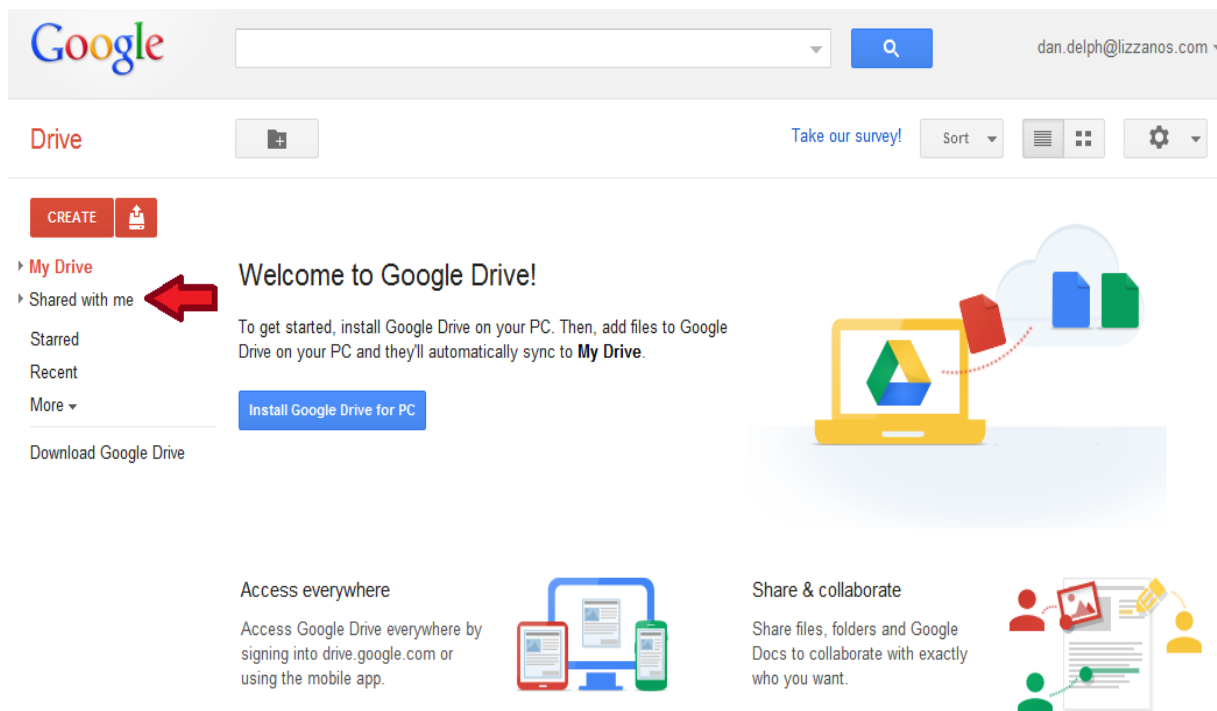 Google
dan.delph@lizzanos.com
Drive
Take our survey!
Sort
CREATE
My Drive
Shared with me
Starred
Recent
More
Download Google Drive
Welcome to Google Drive!
To get started, install Google Drive on your PC. Then, add files to Google
Drive on your PC and they'll automatically sync to My Drive.
Install Google Drive for PC
Access everywhere
Access Google Drive everywhere by
signing into drive.google.com or
using the mobile app.
Share & collaborate
Share files, folders and Google
Docs to collaborate with exactly
who you want.